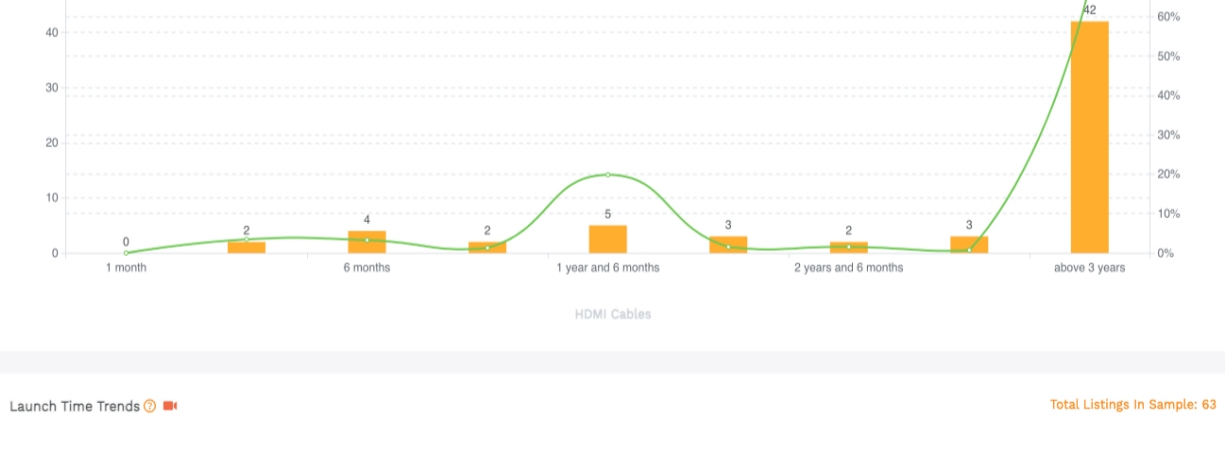 42
60%
40
50%
30
40%
30%
20
20%
10
5
10%
4
3
3
2
2
2
0
0
0%
1 month
6 months
1 year and 6 months
2 years and 6 months
above 3 years
HDMI Cables
Launch Time Trends ?
Total Listings In Sample: 63